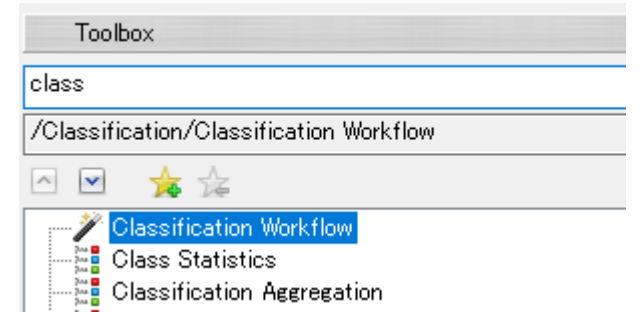 Toolbox
class
/Classification/Classification Workflow
Classification Workflow
Class Statistics
Classification Aggregation